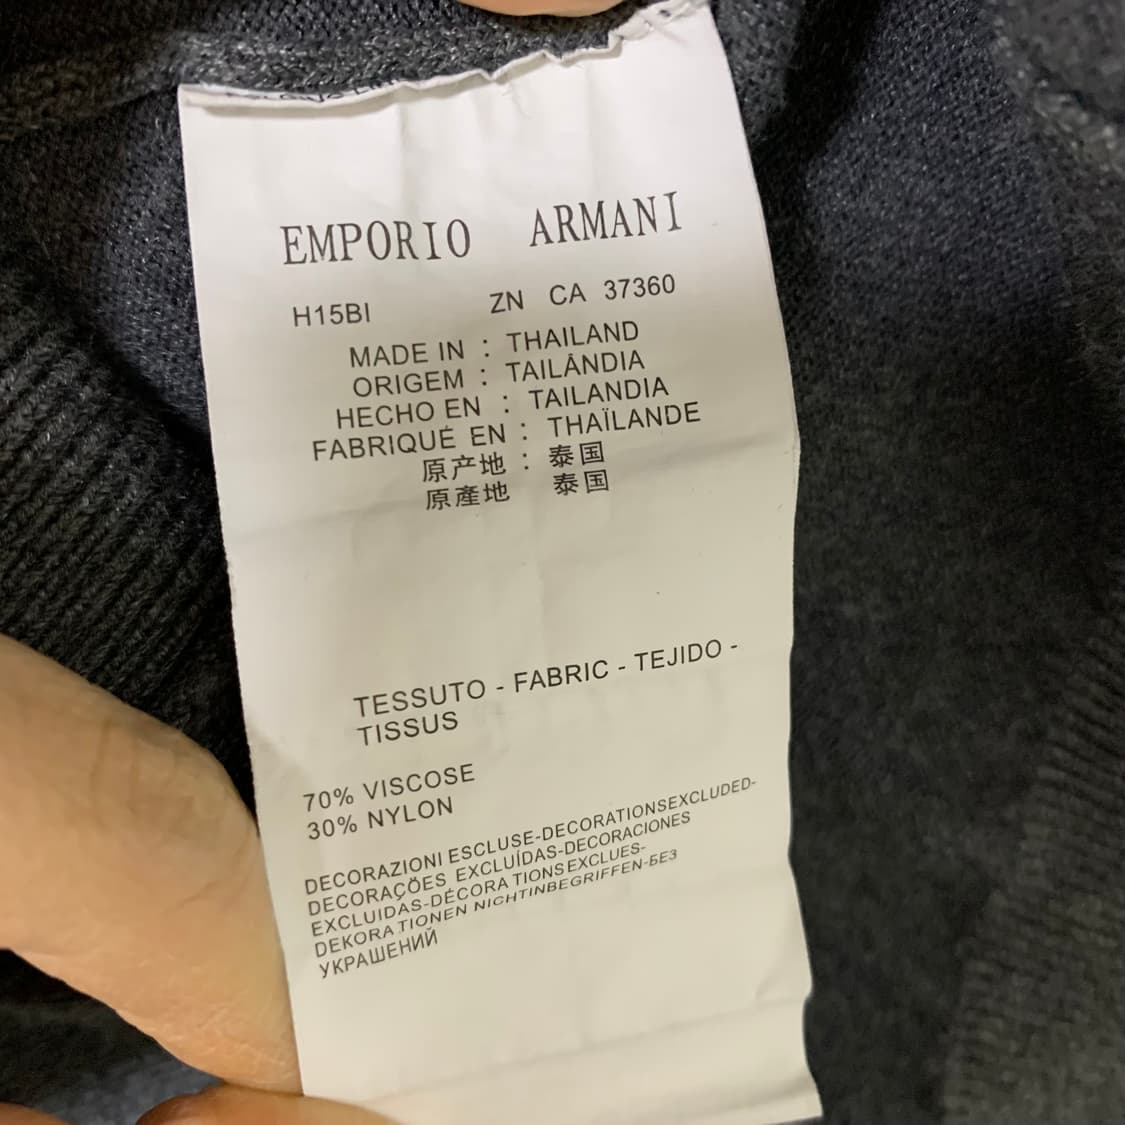 EMPORIO ARMANI
H15BI ZN CA 37360
MADE IN : THAILAND
ORIGEM : TAILÂNDIA
HECHO EN : TAILANDIA
FABRIQUÉ EN : THAÏLANDE
原产地 : 泰国
原產地 泰国
TESSUTO - FABRIC - TEJIDO -
TISSUS
70% VISCOSE
30% NYLON
DECORAZIONI ESCLUSE-DECORATIONSEXCLUDED-
DECORAÇÕES EXCLUÍDAS-DECORACIONES
EXCLUIDAS-DÉCORATIONS EXCLUES-
DEKORATIONEN NICHTINBEGRIFFEN-БЕЗ
УКРАШЕНИЙ